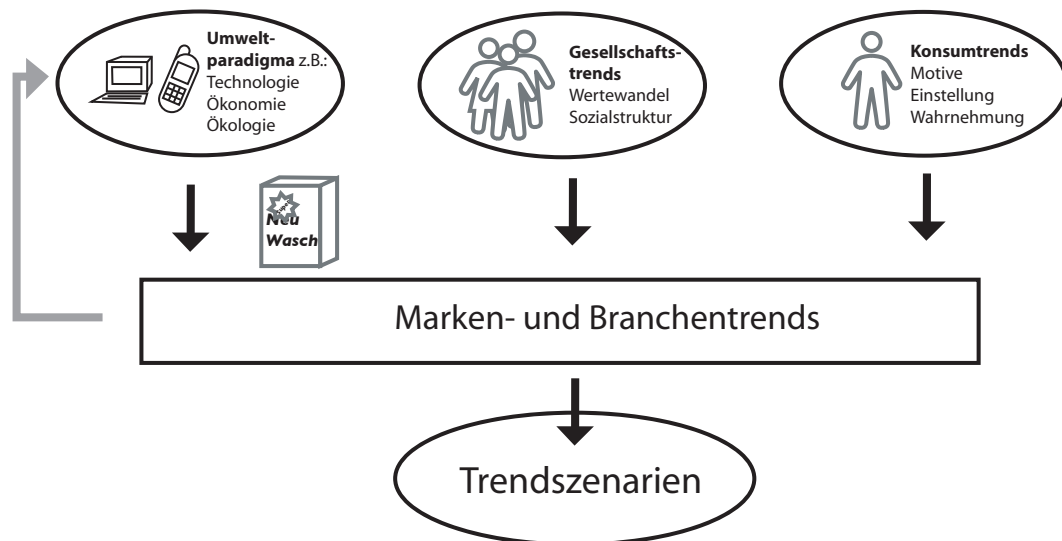 Umwelt-
paradigma z.B.:
Technologie
Ökonomie
Ökologie
Gesellschafts-
trends
Wertewandel
Sozialstruktur
Konsumtrends
Motive
Einstellung
Wahrnehmung
Neu
Wasch
Marken- und Branchentrends
Trendszenarien